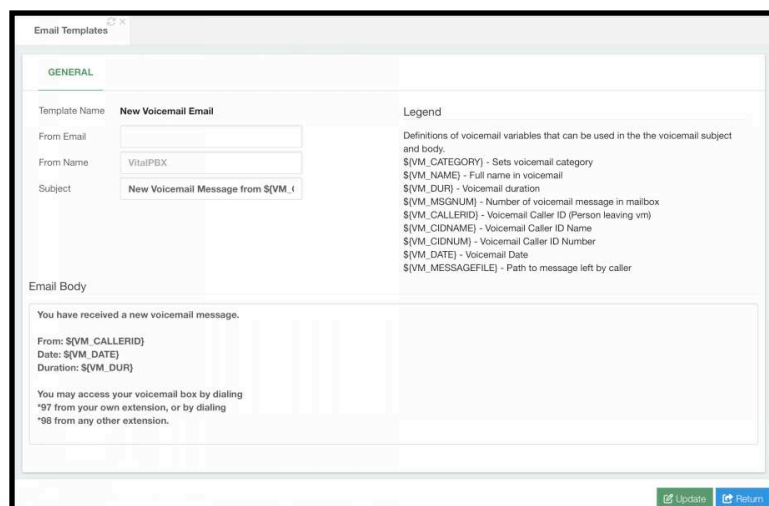 Email Templates
GENERAL
Template Name New Voicemail Email
From Email
From Name VitalPBX
Subject New Voicemail Message from ${VM_(
Legend
Definitions of voicemail variables that can be used in the the voicemail subject
and body.
${VM_CATEGORY} - Sets voicemail category
${VM_NAME} - Full name in voicemail
${VM_DUR} - Voicemail duration
${VM_MSGNUM} - Number of voicemail message in mailbox
${VM_CALLERID} - Voicemail Caller ID (Person leaving vm)
${VM_CIDNAME} - Voicemail Caller ID Name
${VM_CIDNUM} - Voicemail Caller ID Number
${VM_DATE} - Voicemail Date
${VM_MESSAGEFILE} - Path to message left by caller
Email Body
You have received a new voicemail message.
From: ${VM_CALLERID}
Date: ${VM_DATE}
Duration: ${VM_DUR}
You may access your voicemail box by dialing
*97 from your own extension, or by dialing
*98 from any other extension.
Update Return